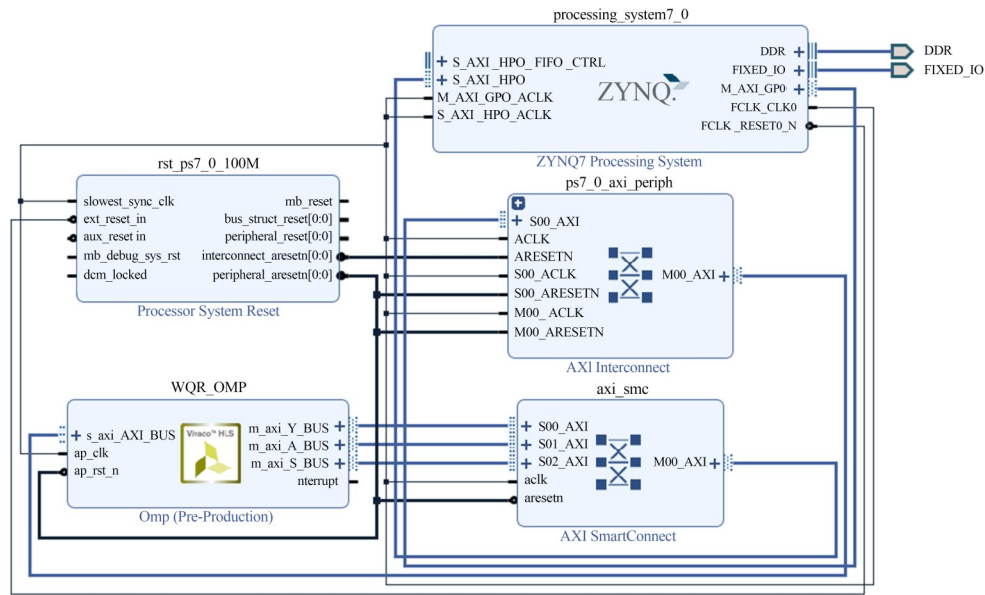 processing_system7_0
S_AXI_HPO_FIFO_CTRL
S_AXI_HPO
M_AXI_GPO_ACLK
S_AXI_HPO_ACLK
ZYNQ.
DDR
FIXED_IO
M_AXI_GP0
FCLK_CLK0
FCLK_RESET0_N
DDR
FIXED_IO
ZYNQ7 Processing System
rst_ps7_0_100M
slowest_sync_clk
ext_reset_in
aux_reset in
mb_debug_sys_rst
dcm_locked
mb_reset
bus_struct_reset[0:0]
peripheral_reset[0:0]
interconnect_aresetn[0:0]
peripheral_aresetn[0:0]
Processor System Reset
ps7_0_axi_periph
S00_AXI
ACLK
ARESETN
S00_ACLK
S00_ARESETN
M00_ACLK
M00_ARESETN
M00_AXI
AXI Interconnect
WQR_OMP
s_axi_AXI_BUS
ap_clk
ap_rst_n
Viraco™ HLS
m_axi_Y_BUS
m_axi_A_BUS
m_axi_S_BUS
nterrupt
Omp (Pre-Production)
axi_smc
S00_AXI
S01_AXI
S02_AXI
aclk
aresetn
M00_AXI
AXI SmartConnect